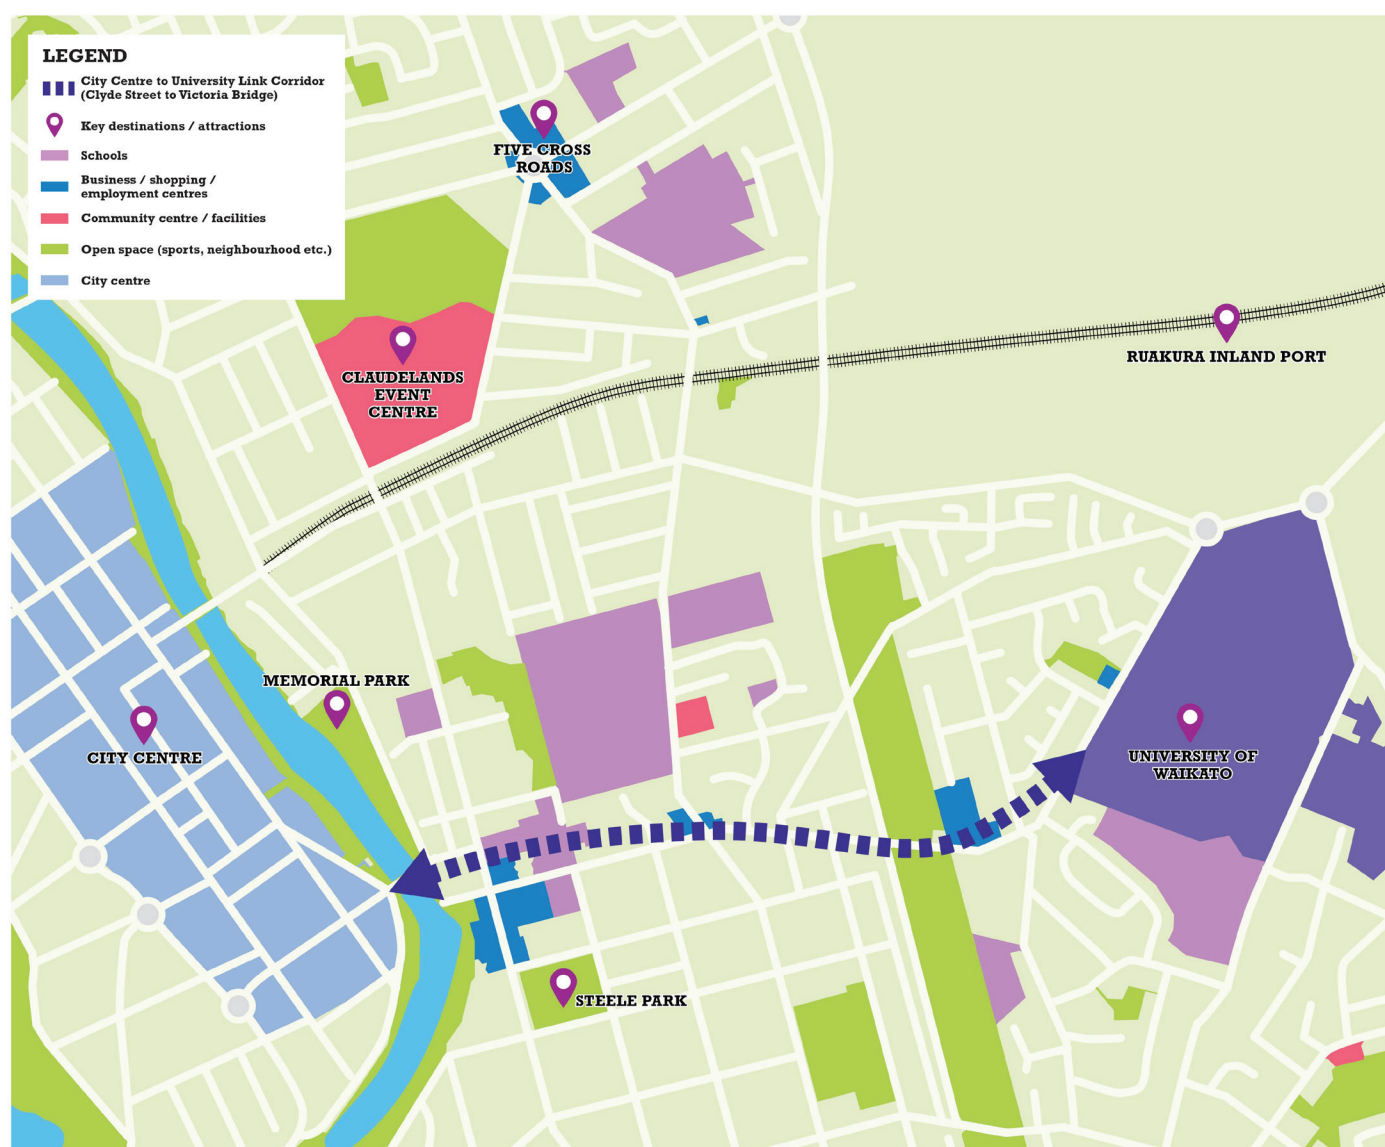 LEGEND
City Centre to University Link Corridor
(Clyde Street to Victoria Bridge)
Key destinations / attractions
Schools
Business / shopping /
employment centres
Community centre / facilities
Open space (sports, neighbourhood etc.)
City centre
FIVE CROSS
ROADS
CLAUDELANDS
EVENT
CENTRE
RUAKURA INLAND PORT
MEMORIAL PARK
CITY CENTRE
UNIVERSITY OF
WAIKATO
STEELE PARK